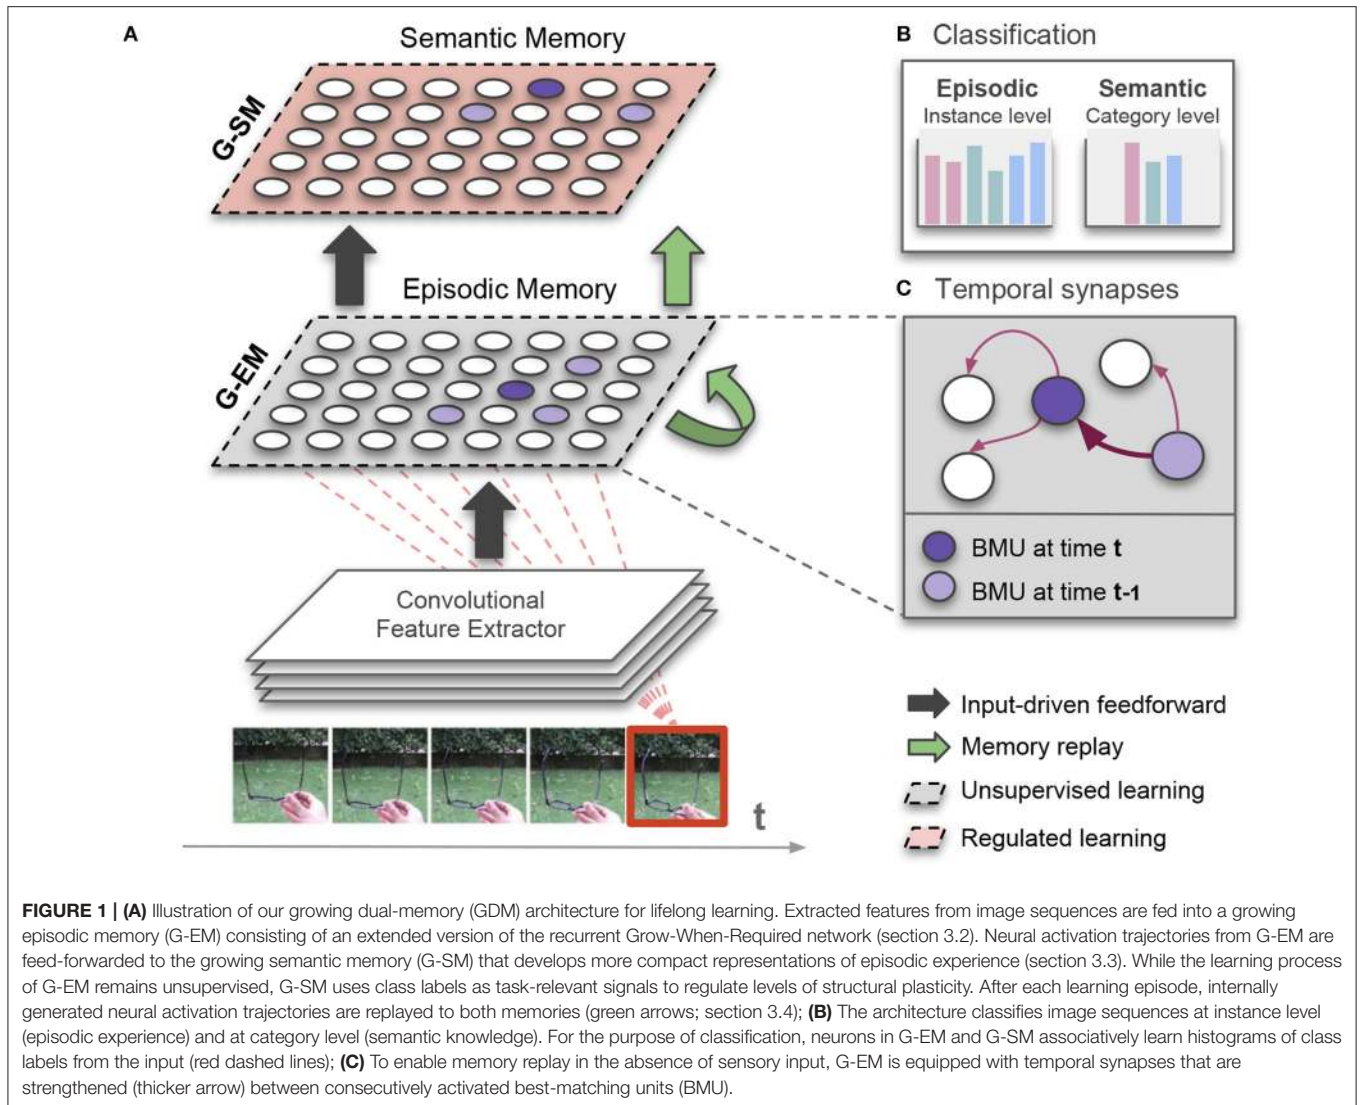 A
Semantic Memory
G-SM
Episodic Memory
G-EM
Convolutional
Feature Extractor
t
B Classification
Episodic
Instance level
Semantic
Category level
C Temporal synapses
BMU at time t
BMU at time t-1
Input-driven feedforward
Memory replay
Unsupervised learning
Regulated learning
FIGURE 1 | (A) Illustration of our growing dual-memory (GDM) architecture for lifelong learning. Extracted features from image sequences are fed into a growing
episodic memory (G-EM) consisting of an extended version of the recurrent Grow-When-Required network (section 3.2). Neural activation trajectories from G-EM are
feed-forwarded to the growing semantic memory (G-SM) that develops more compact representations of episodic experience (section 3.3). While the learning process
of G-EM remains unsupervised, G-SM uses class labels as task-relevant signals to regulate levels of structural plasticity. After each learning episode, internally
generated neural activation trajectories are replayed to both memories (green arrows; section 3.4); (B) The architecture classifies image sequences at instance level
(episodic experience) and at category level (semantic knowledge). For the purpose of classification, neurons in G-EM and G-SM associatively learn histograms of class
labels from the input (red dashed lines); (C) To enable memory replay in the absence of sensory input, G-EM is equipped with temporal synapses that are
strengthened (thicker arrow) between consecutively activated best-matching units (BMU).